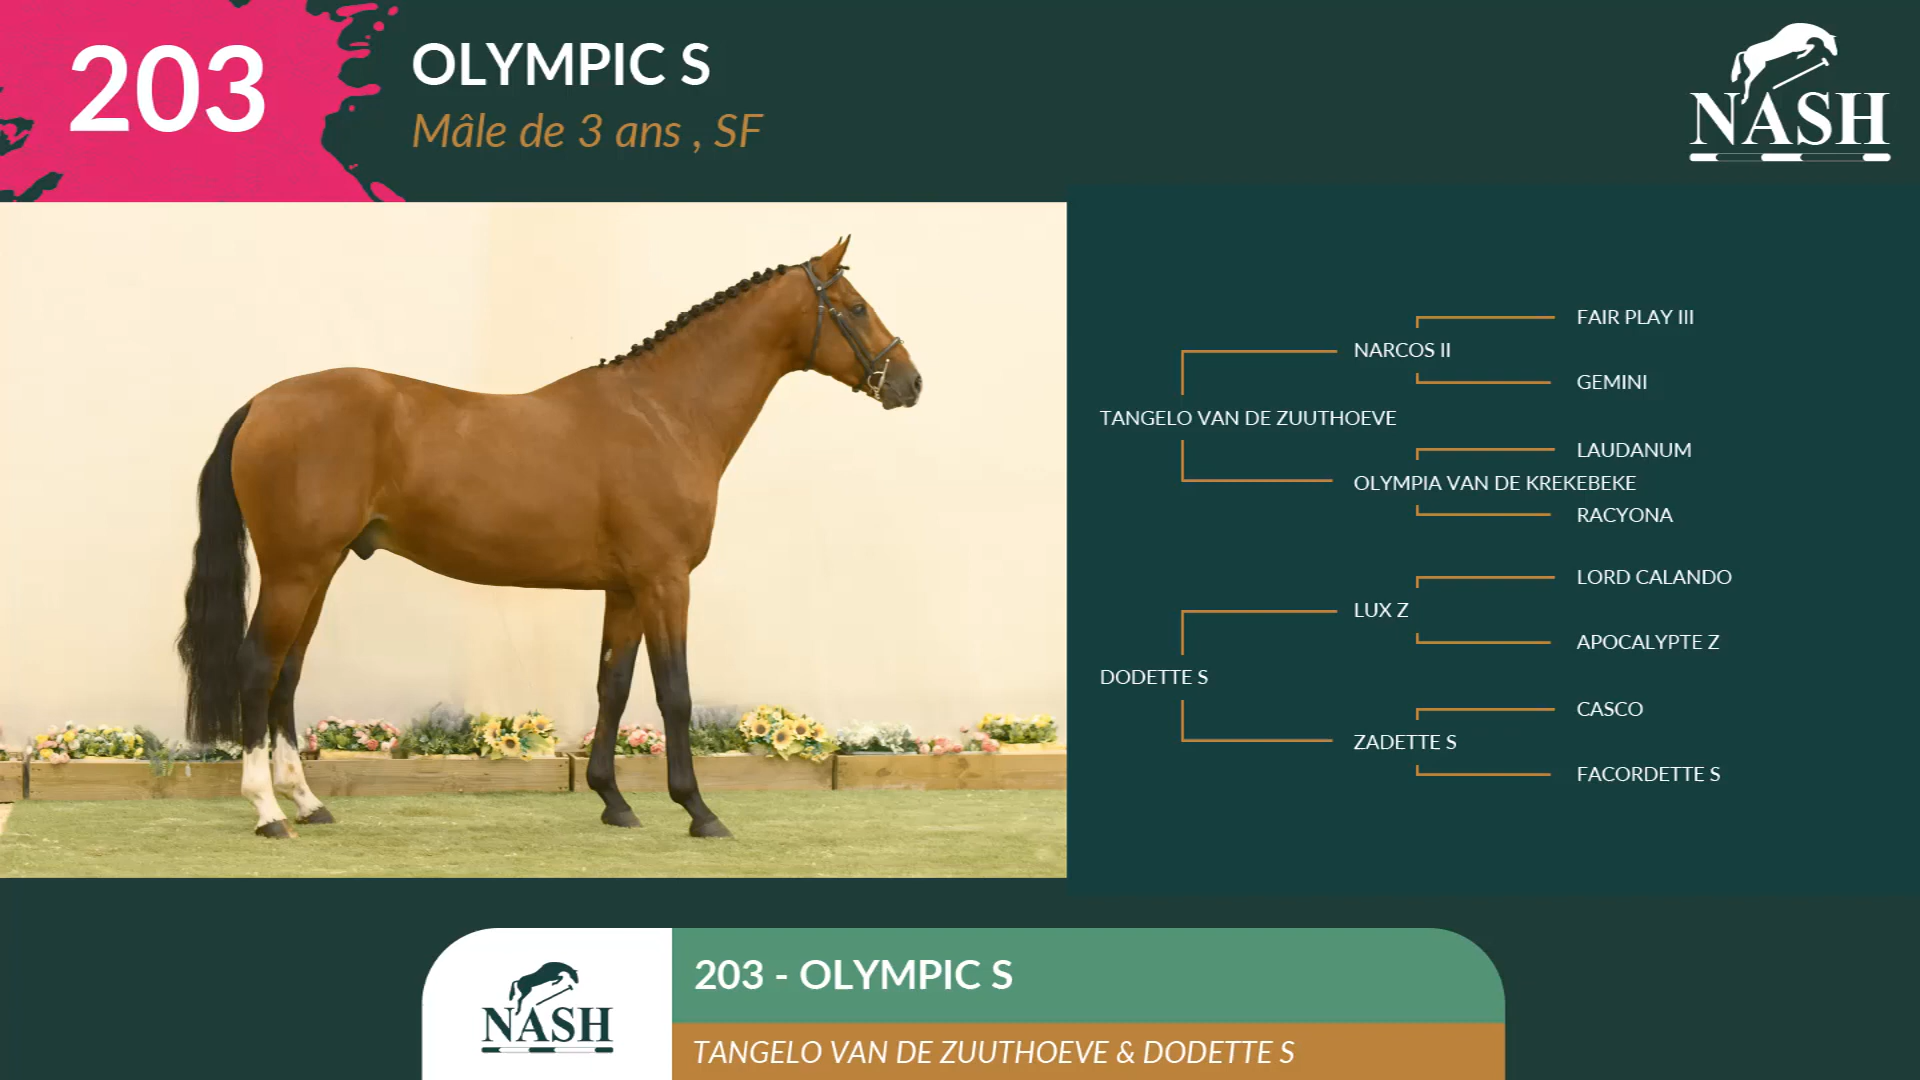 203
OLYMPIC S
Mâle de 3 ans , SF
NASH
FAIR PLAY III
NARCOS II
GEMINI
TANGELO VAN DE ZUUTHOEVE
LAUDANUM
OLYMPIA VAN DE KREKEBEKE
RACYONA
LORD CALANDO
LUX Z
APOCALYPTE Z
DODETTE S
CASCO
ZADETTE S
FACORDETTE S
NASH
203 - OLYMPIC S
TANGELO VAN DE ZUUTHOEVE & DODETTE S